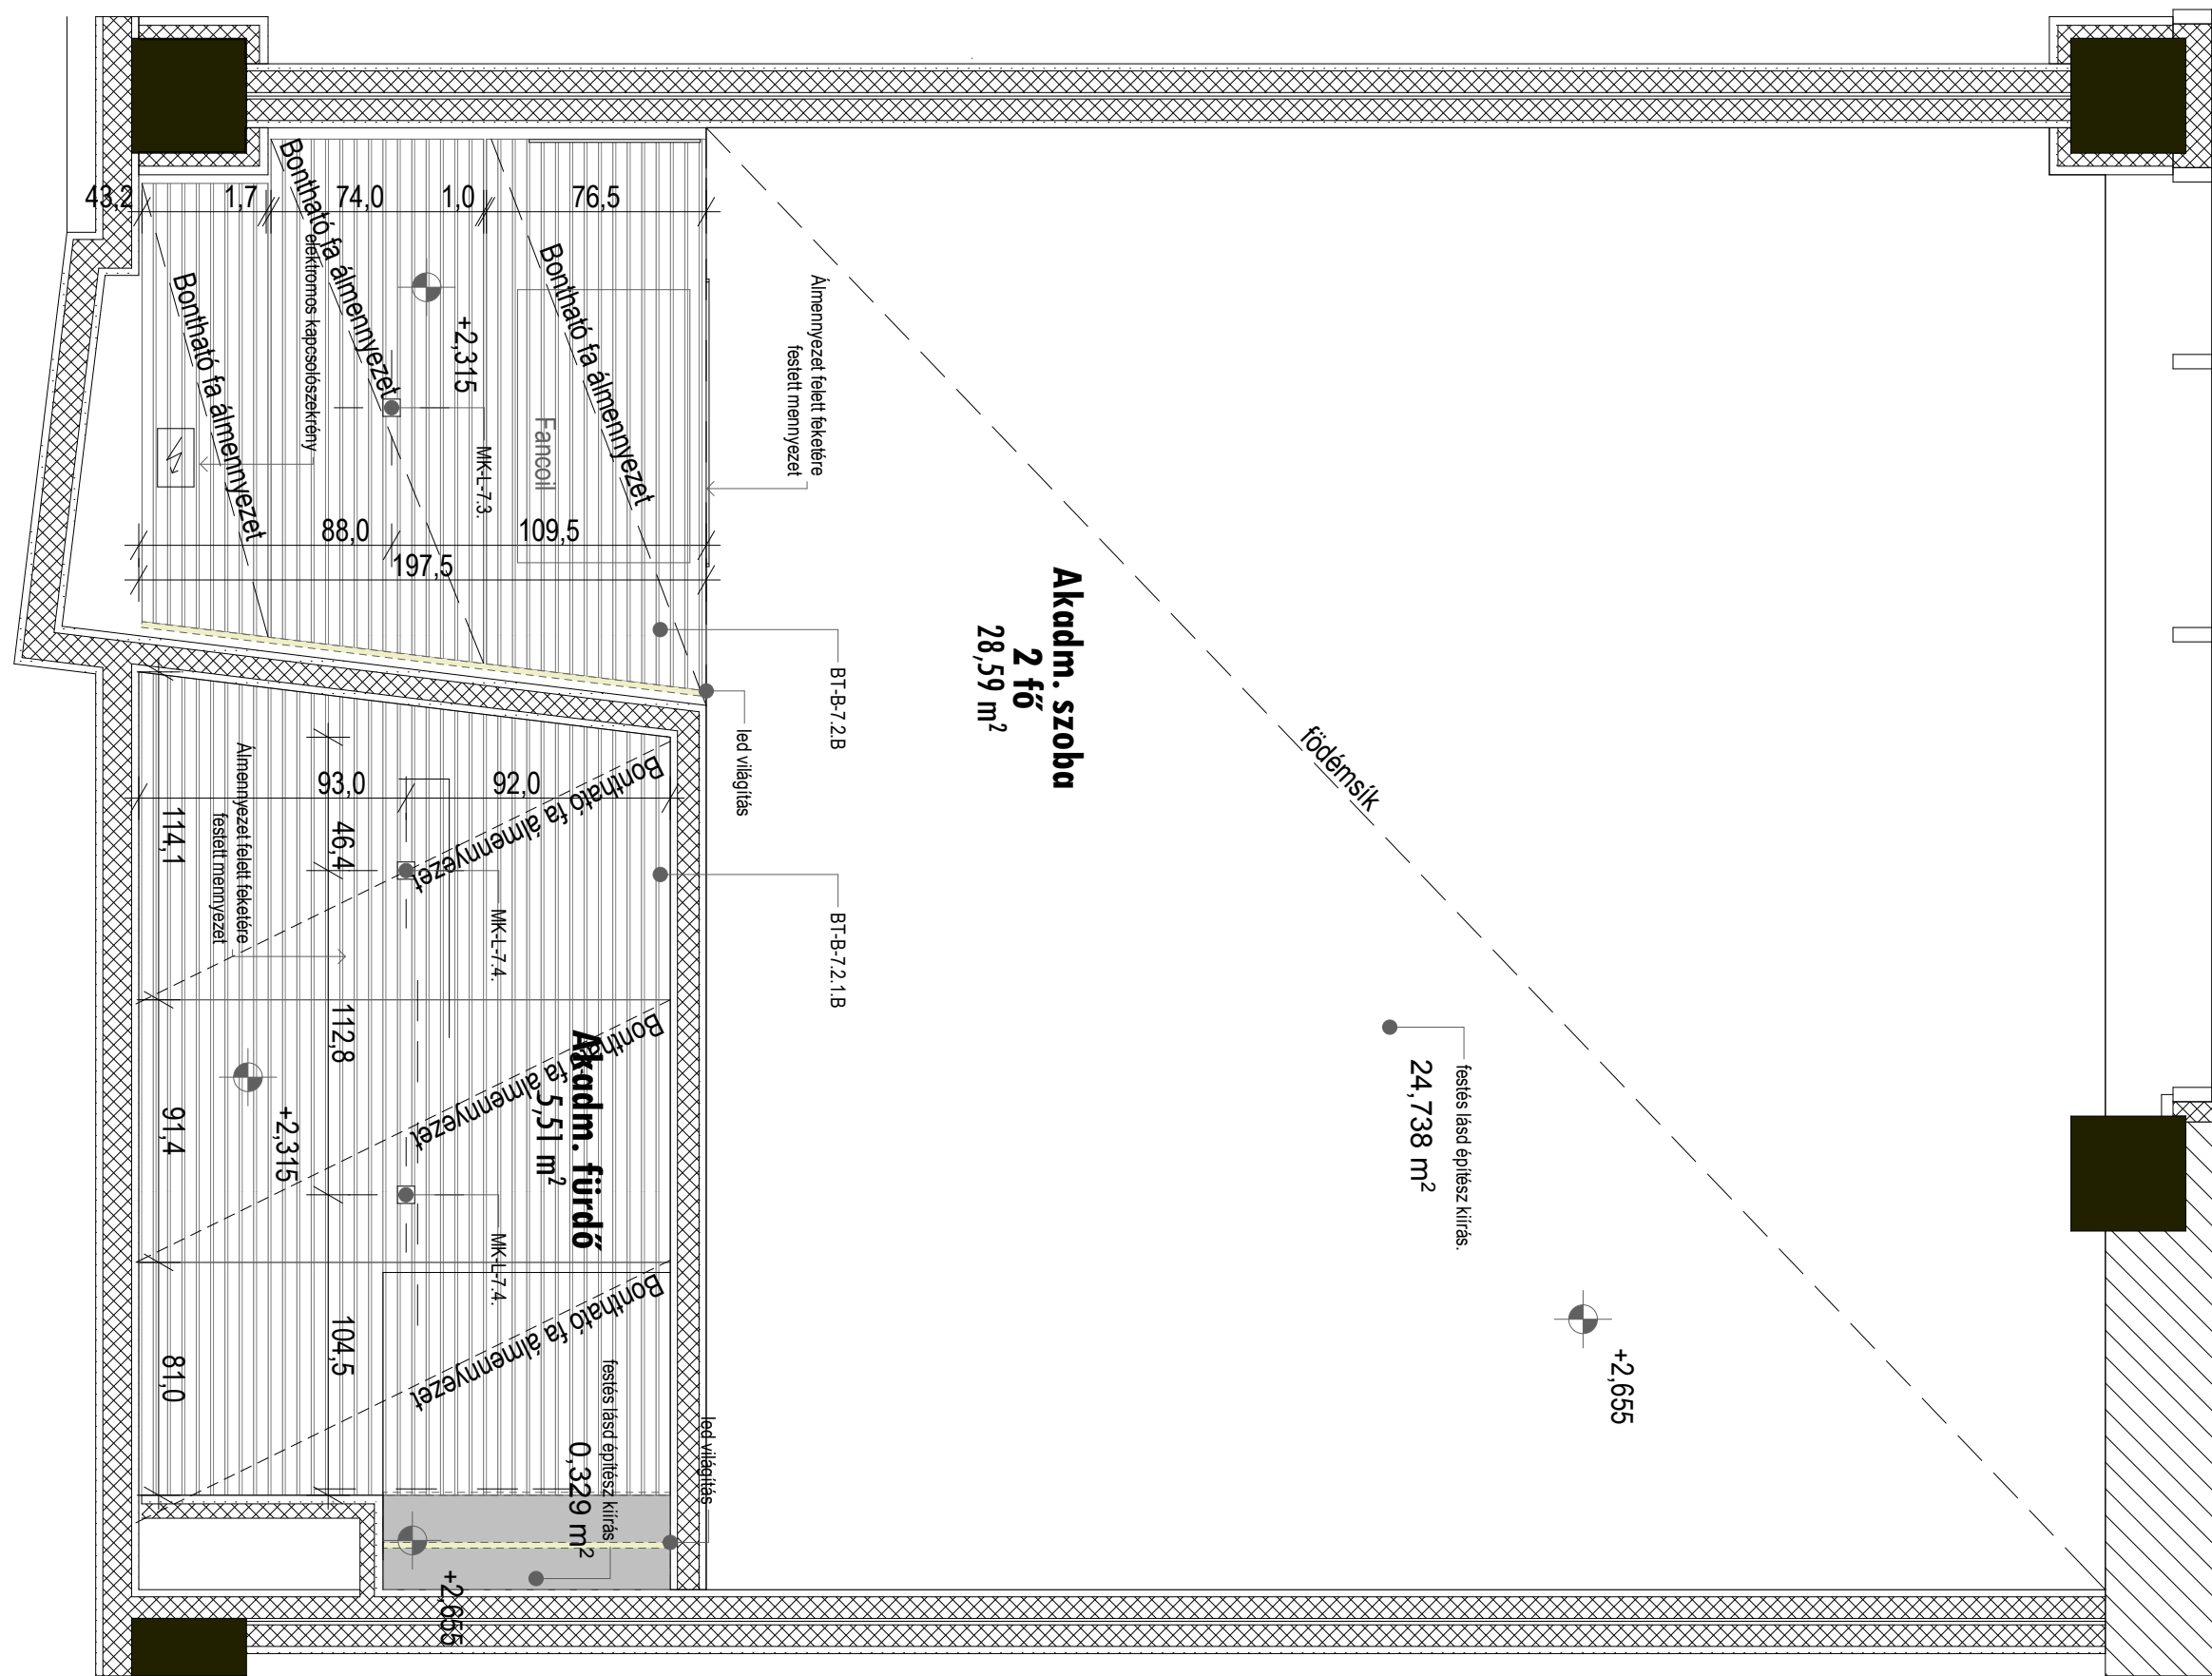 43,2
1,7
74,0
1,0
76,5
Bontható fa álmennyezet
Bontható fa álmennyezet
Bontható fa álmennyezet
elektromos kapcsolószekrény
+2,315
MK-L-7.3.
Fancoil
Álmennyezet felett feketére
festett mennyezet
88,0
109,5
197,5
BT-B-7.2.B
led világítás
Akadm. szoba
2 fő
28,59 m²
födémsík
festés lásd építész kiírás.
24,738 m²
+2,655
93,0
92,0
Bontható fa álmennyezet
114,1
46,4
Álmennyezet felett feketére
festett mennyezet
MK-L-7.4.
BT-B-7.2.1.B
112,8
91,4
+2,315
Akadm. fürdő
5,51 m²
Bontható fa álmennyezet
MK-L-7.4.
81,0
104,5
Bontható fa álmennyezet
festés lásd építész kiírás
0,329 m²
led világítás
+2,655